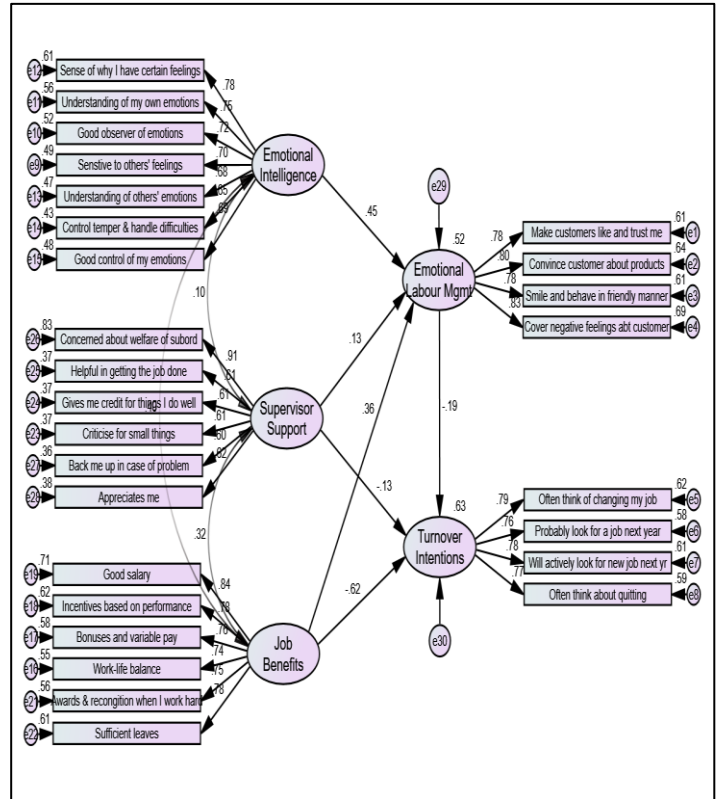 .61
e12
Sense of why I have certain feelings
.78
.56
e11
Understanding of my own emotions
.75
.52
e10
Good observer of emotions
.72
.49
e9
Senstive to others' feelings
.70
.47
e13
Understanding of others' emotions
.68
.43
e14
Control temper & handle difficulties
.48
e15
Good control of my emotions
Emotional
Intelligence
.45
.10
e29
.52
Emotional
Labour Mgmt
.78
Make customers like and trust me
.61
e1
.80
Convince customer about products
.64
e2
.78
Smile and behave in friendly manner
.61
e3
.83
Cover negative feelings abt customer
.69
e4
.83
e26
Concerned about welfare of subord
.91
.37
e25
Helpful in getting the job done
.61
.37
e24
Gives me credit for things I do well
.61
.37
e23
Criticise for small things
.61
.36
e27
Back me up in case of problem
.60
.38
e28
Appreciates me
.62
Supervisor
Support
.13
.36
-.19
-.13
.32
.63
Turnover
Intentions
e30
-.62
.79
Often think of changing my job
.62
e5
.76
Probably look for a job next year
.58
e6
.78
Will actively look for new job next yr
.61
e7
.77
Often think about quitting
.59
e8
.71
e19
Good salary
.84
.62
e18
Incentives based on performance
.78
.58
e17
Bonuses and variable pay
.76
.55
e16
Work-life balance
.74
.56
e21
Awards & recongition when I work hard
.75
.61
e22
Sufficient leaves
.78
Job
Benefits